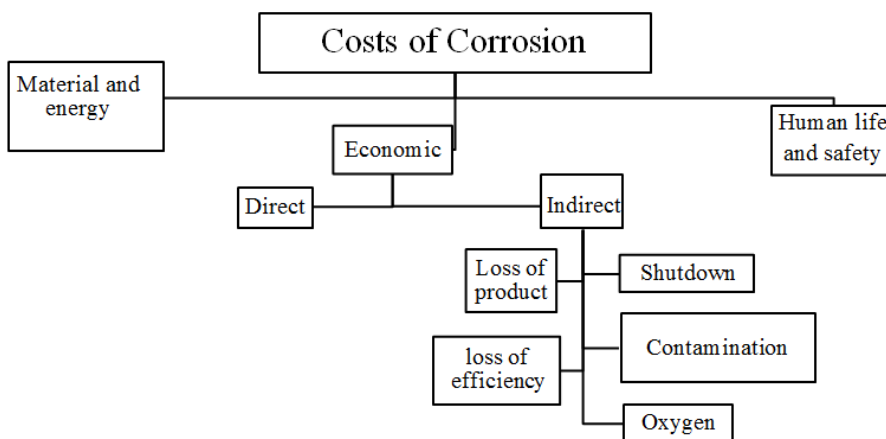 Costs of Corrosion
Material and
energy
Human life
and safety
Economic
Direct
Indirect
Loss of
product
Shutdown
loss of
efficiency
Contamination
Oxygen